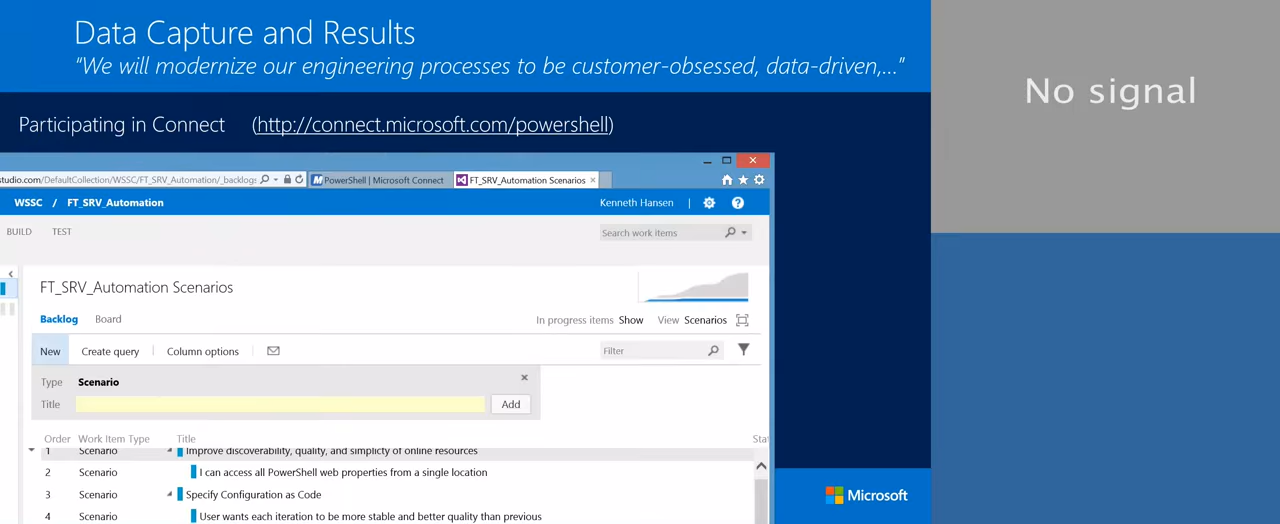 Data Capture and Results
“We will modernize our engineering processes to be customer-obsessed, data-driven,...”
No signal
Participating in Connect (http://connect.microsoft.com/powershell)
studio.com/DefaultCollection/WSSC/FT_SRV_Automation/_backlogs
PowerShell | Microsoft Connect
FT_SRV_Automation Scenarios
WSSC / FT_SRV_Automation
Kenneth Hansen
BUILD TEST
Search work items
FT_SRV_Automation Scenarios
Backlog Board
In progress items Show View Scenarios
New Create query Column options
Filter
Type Scenario
Title Add
Order Work Item Type Title Stat
1 Scenario Improve discoverability, quality, and simplicty of online resources
2 Scenario I can access all PowerShell web properties from a single location
3 Scenario Specify Configuration as Code
4 Scenario User wants each iteration to be more stable and better quality than previous
Microsoft